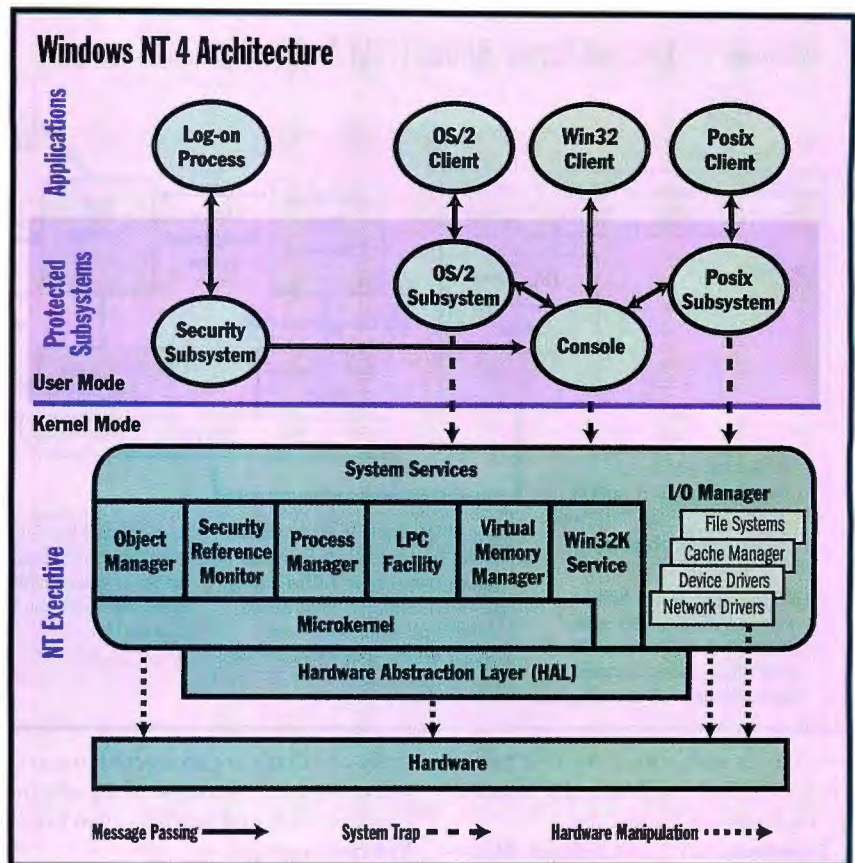 Windows NT 4 Architecture
Applications
Log-on
Process
OS/2
Client
Win32
Client
Posix
Client
Protected
Subsystems
OS/2
Subsystem
Posix
Subsystem
Security
Subsystem
Console
User Mode
Kernel Mode
NT Executive
System Services
I/O Manager
File Systems
Cache Manager
Device Drivers
Network Drivers
Object
Manager
Security
Reference
Monitor
Process
Manager
LPC
Facility
Virtual
Memory
Manager
Win32K
Service
Microkernel
Hardware Abstraction Layer (HAL)
Hardware
Message Passing
System Trap
Hardware Manipulation